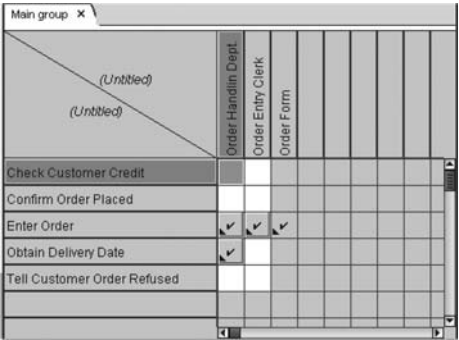 Main group X
(Untitled)
(Untitled)
Order Handlin Dept.
Order Entry Clerk
Order Form
Check Customer Credit
Confirm Order Placed
Enter Order
Obtain Delivery Date
Tell Customer Order Refused